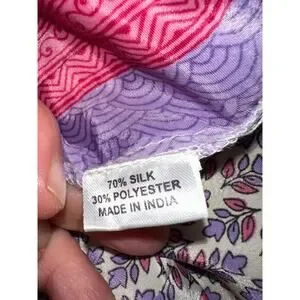 70% SILK
30% POLYESTER
MADE IN INDIA